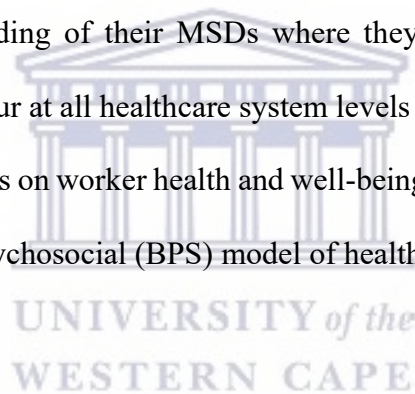 ding of their MSDs where they
ur at all healthcare system levels
s on worker health and well-being
ychosocial (BPS) model of health
UNIVERSITY of the
WESTERN CAPE